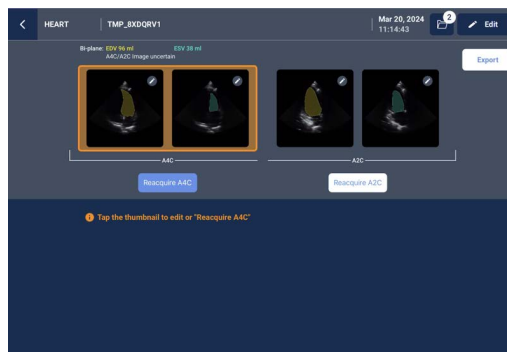 HEART TMP_8XDQRV1 Mar 20, 2024 2 Edit
11:14:43
Bi-plane: EDV 96 ml ESV 38 ml
A4C/A2C Image uncertain
Export
A4C A2C
Reacquire A4C Reacquire A2C
Tap the thumbnail to edit or "Reacquire A4C"